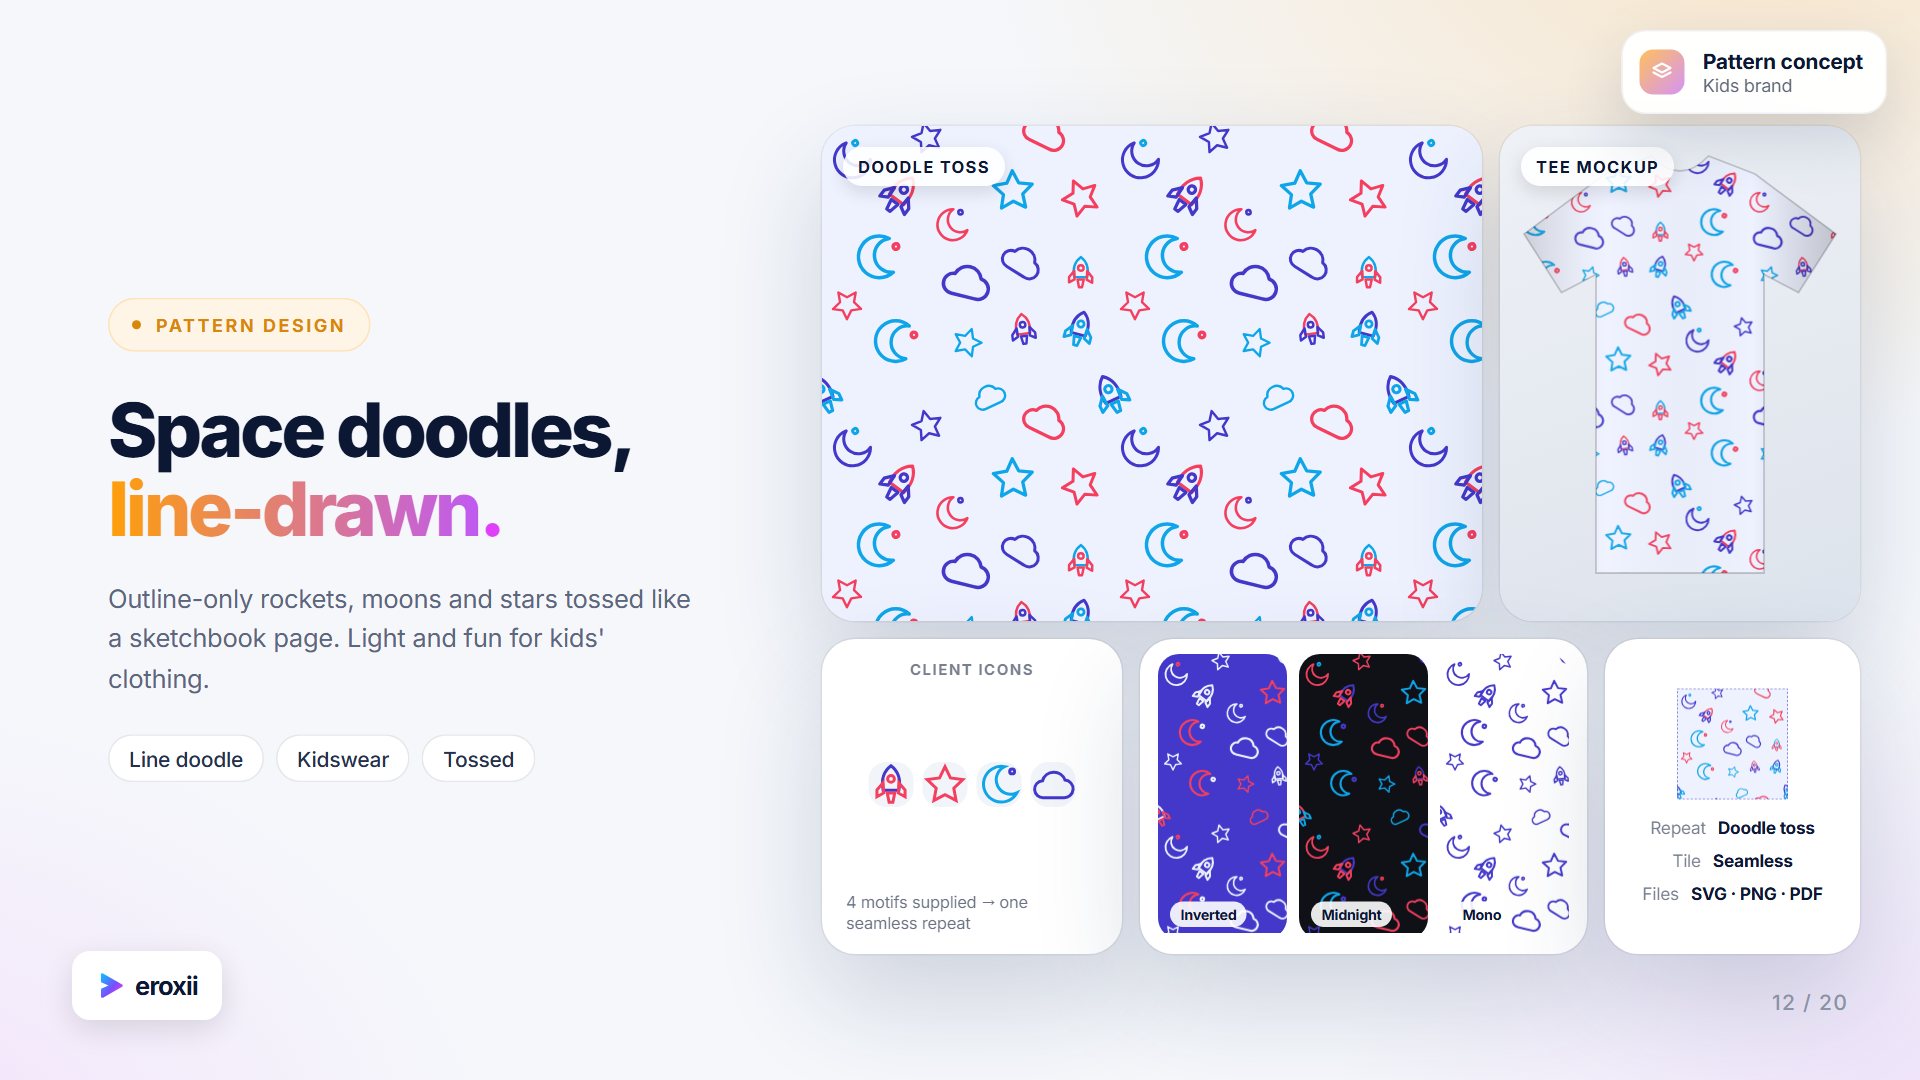 Pattern concept
Kids brand
PATTERN DESIGN
Space doodles,
line-drawn.
Outline-only rockets, moons and stars tossed like
a sketchbook page. Light and fun for kids'
clothing.
Line doodle
Kidswear
Tossed
eroxii
DOODLE TOSS
TEE MOCKUP
CLIENT ICONS
4 motifs supplied → one
seamless repeat
Inverted
Midnight
Mono
Repeat Doodle toss
Tile Seamless
Files SVG · PNG · PDF
12 / 20